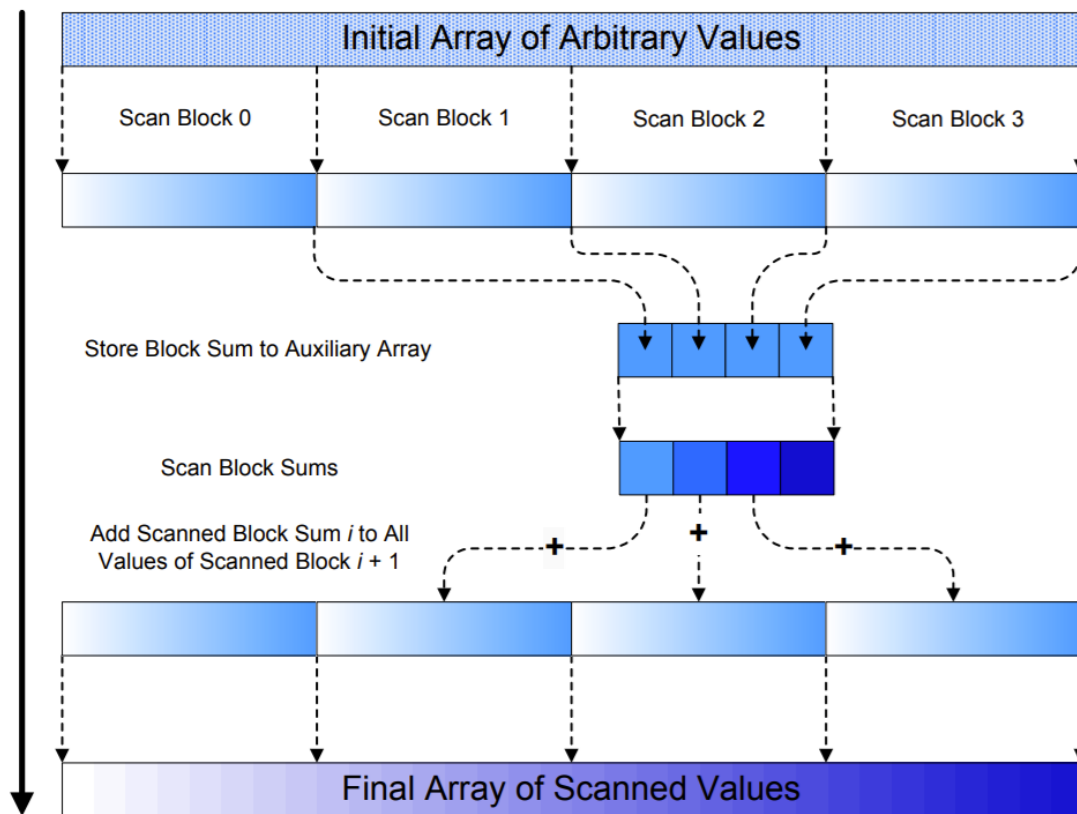 Initial Array of Arbitrary Values
Scan Block 0
Scan Block 1
Scan Block 2
Scan Block 3
Store Block Sum to Auxiliary Array
Scan Block Sums
Add Scanned Block Sum i to All
Values of Scanned Block i + 1
+
+
+
Final Array of Scanned Values